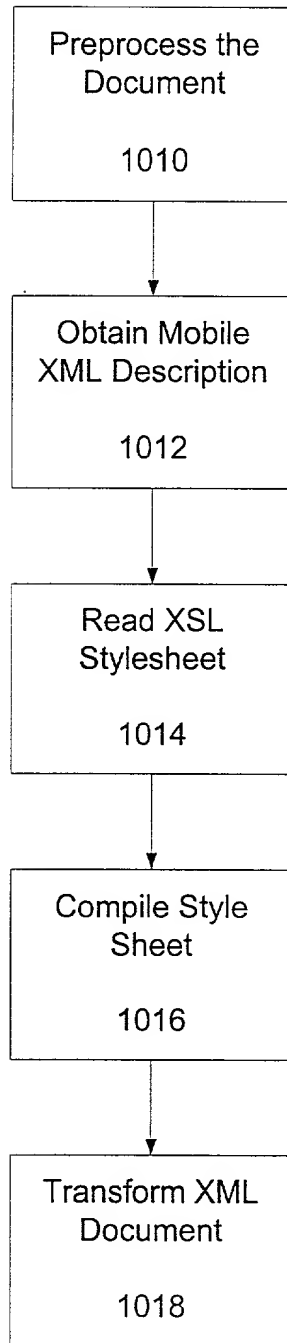 Preprocess the
Document
1010
Obtain Mobile
XML Description
1012
Read XSL
Stylesheet
1014
Compile Style
Sheet
1016
Transform XML
Document
1018